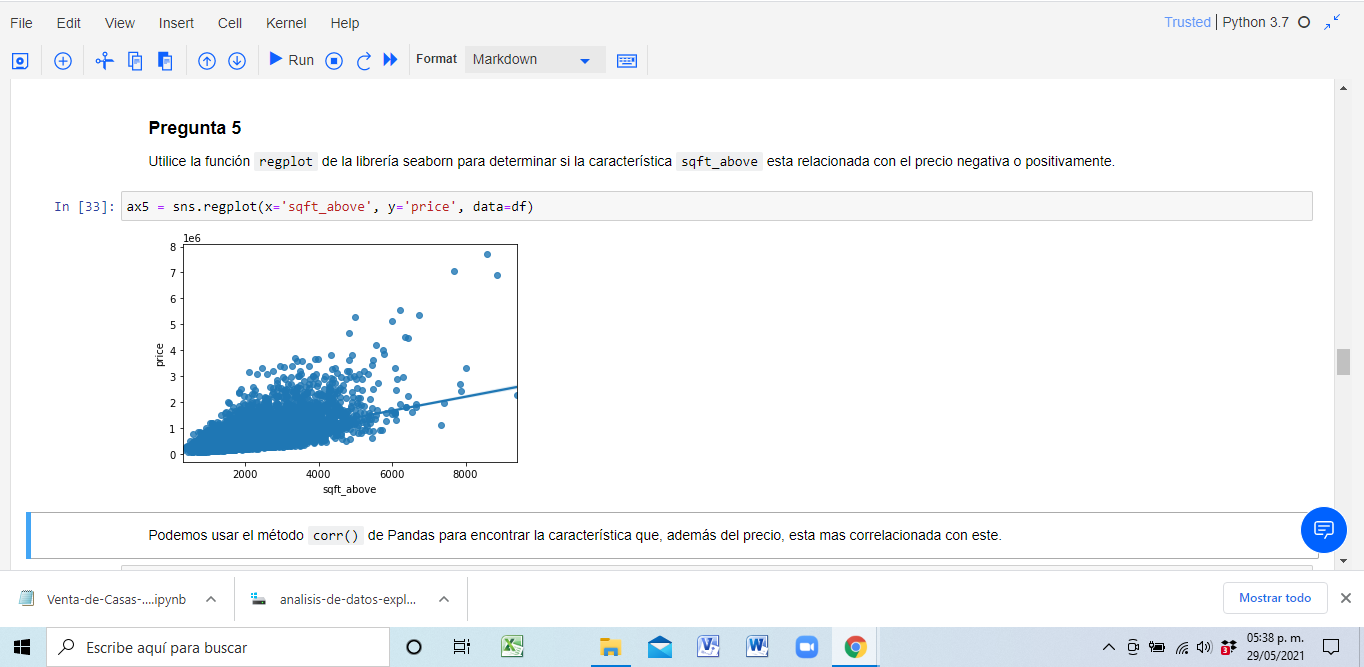 File Edit View Insert Cell Kernel Help Trusted Python 3.7
Run Format Markdown
Pregunta 5
Utilice la función regplot de la librería seaborn para determinar si la característica sqft_above esta relacionada con el precio negativa o positivamente.
In [33]: ax5 = sns.regplot(x='sqft_above', y='price', data=df)
1e6
8
7
6
5
4
3
2
1
0
price
2000 4000 6000 8000
sqft_above
Podemos usar el método corr() de Pandas para encontrar la característica que, además del precio, esta mas correlacionada con este.
Venta-de-Casas-....ipynb analisis-de-datos-expl... Mostrar todo
Escribe aquí para buscar
3
05:38 p. m.
29/05/2021